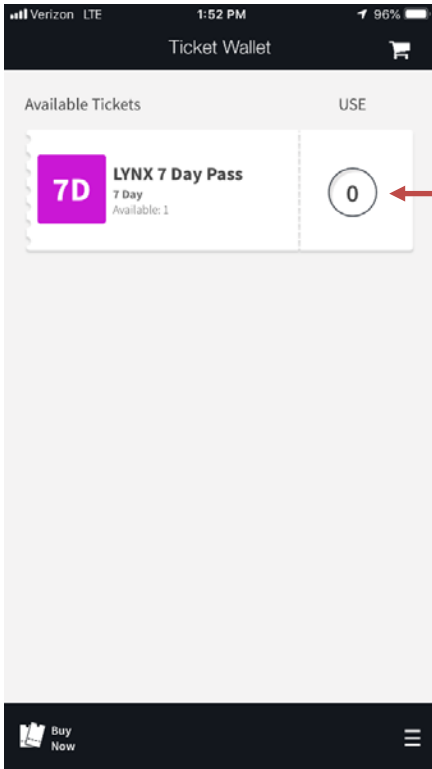 Verizon LTE 1:52 PM 96%
Ticket Wallet
Available Tickets USE
7D
LYNX 7 Day Pass
7 Day
Available: 1
0
Buy
Now